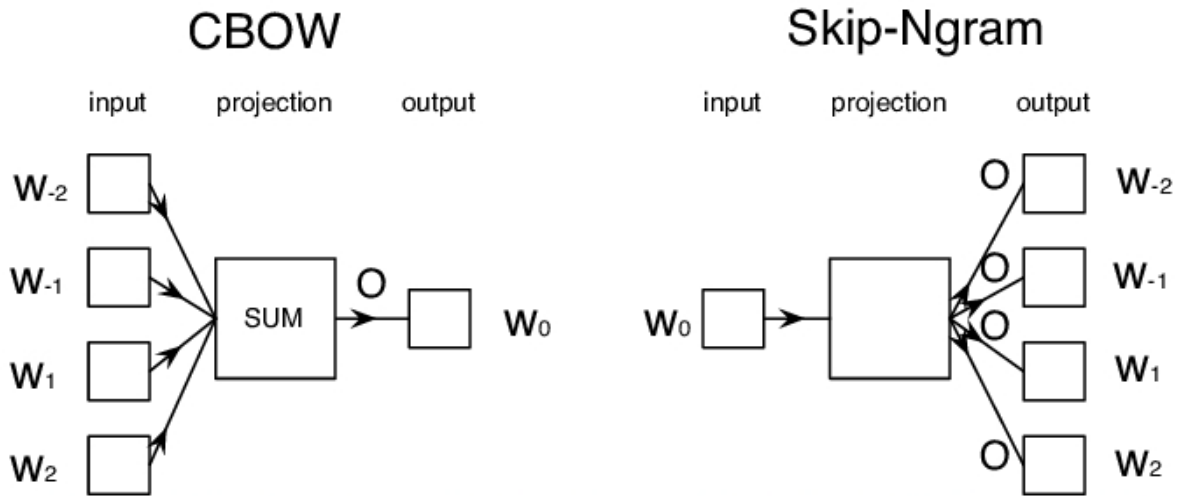 CBOW
Skip-Ngram
input projection output
input projection output
w-2
w-1
w1
w2
SUM
O
w0
w0
O
O
O
O
w-2
w-1
w1
w2